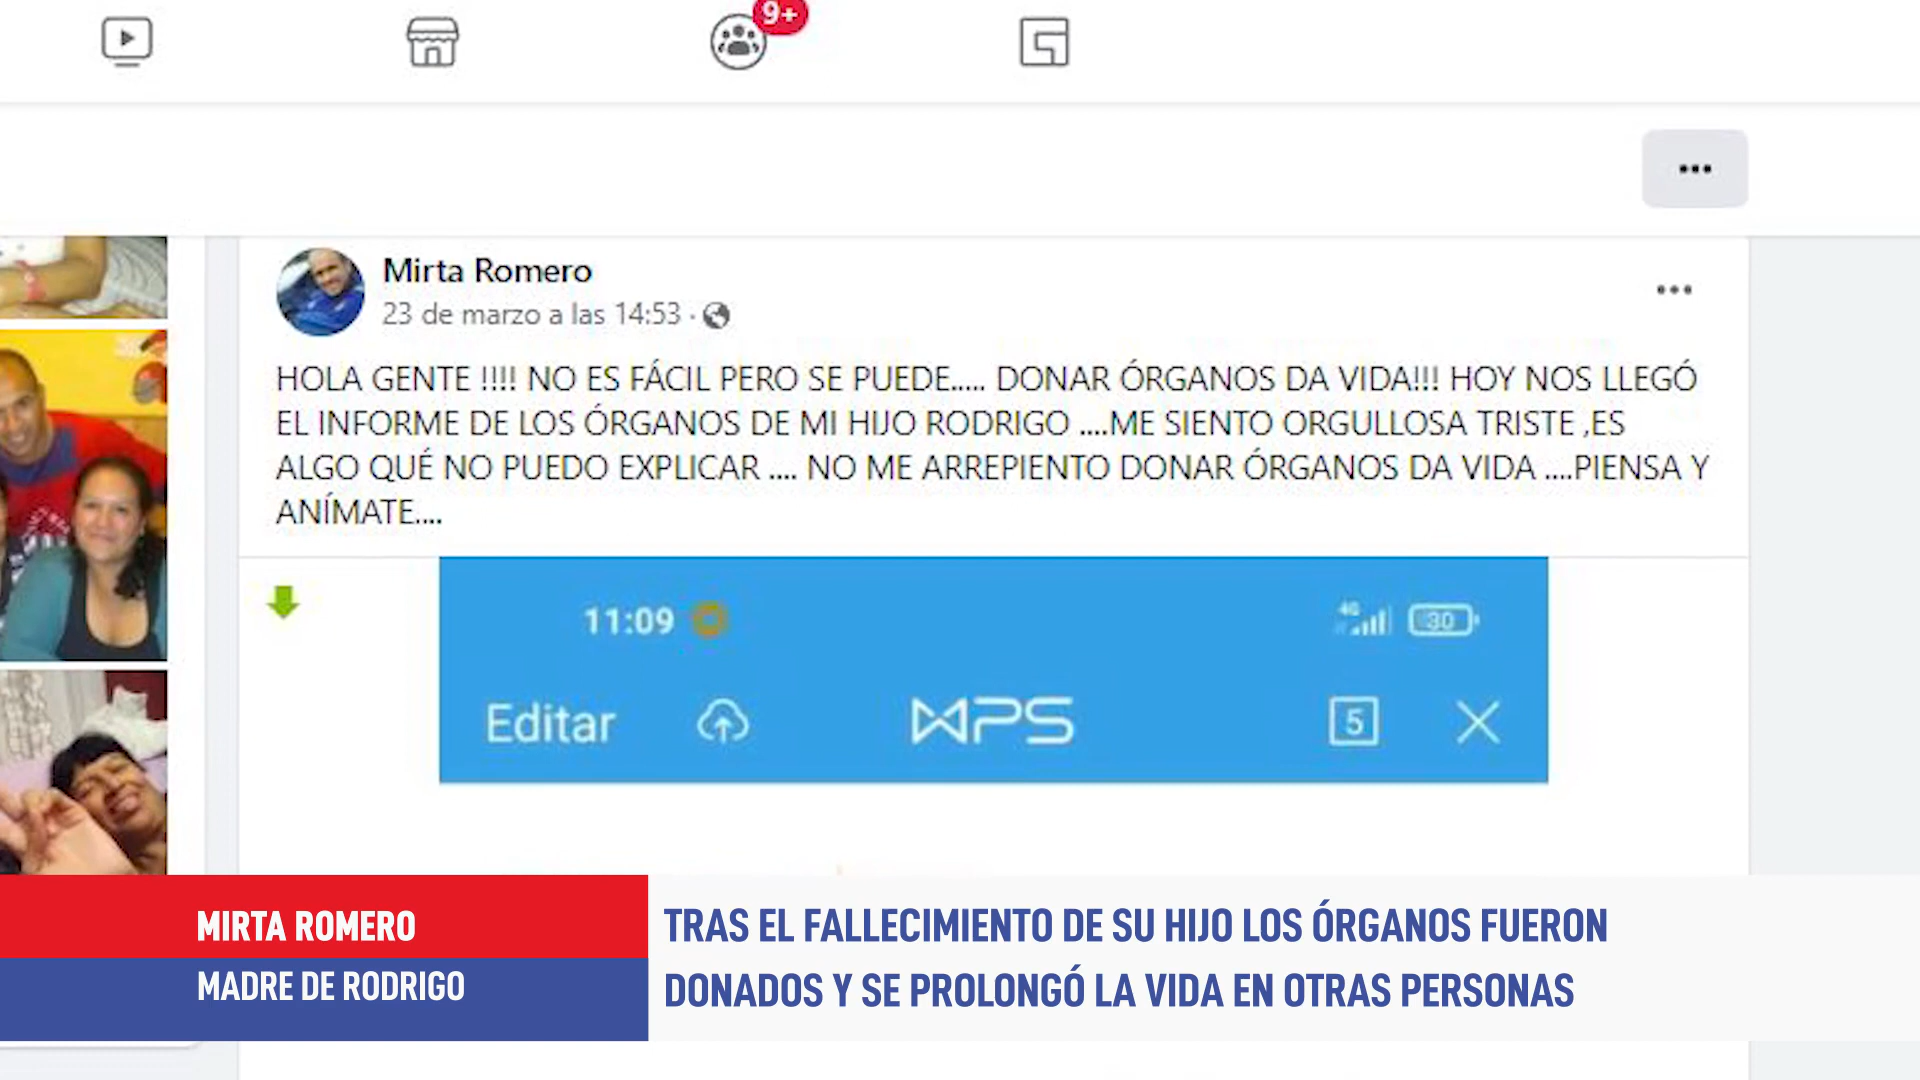 9+
Mirta Romero
23 de marzo a las 14:53 ·
HOLA GENTE !!!! NO ES FÁCIL PERO SE PUEDE..... DONAR ÓRGANOS DA VIDA!!! HOY NOS LLEGÓ
EL INFORME DE LOS ÓRGANOS DE MI HIJO RODRIGO ....ME SIENTO ORGULLOSA TRISTE ,ES
ALGO QUÉ NO PUEDO EXPLICAR .... NO ME ARREPIENTO DONAR ÓRGANOS DA VIDA ....PIENSA Y
ANÍMATE....
11:09 4G 30
Editar WPS 5
MIRTA ROMERO
MADRE DE RODRIGO
TRAS EL FALLECIMIENTO DE SU HIJO LOS ÓRGANOS FUERON
DONADOS Y SE PROLONGÓ LA VIDA EN OTRAS PERSONAS